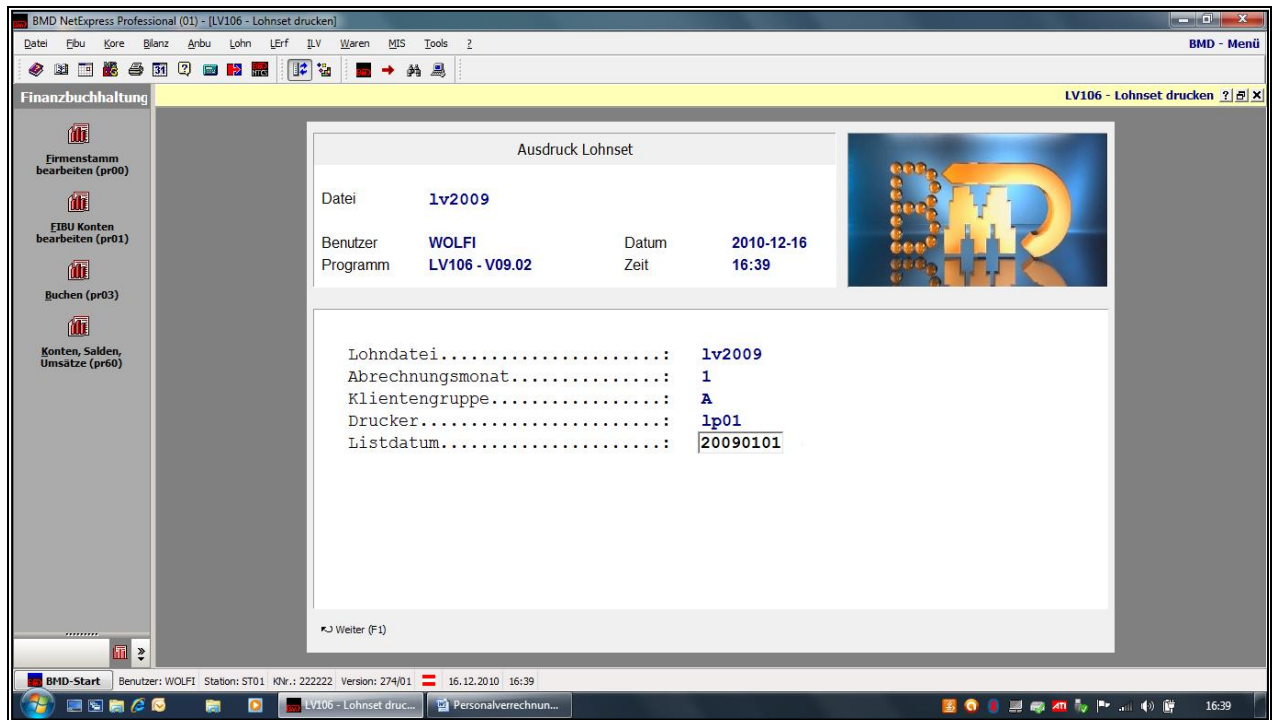 BMD NetExpress Professional (01) - [LV106 - Lohnset drucken]
Datei Fibu Kore Bilanz Anbu Lohn LErf ILV Waren MIS Tools ? BMD - Menü
Finanzbuchhaltung LV106 - Lohnset drucken ?
Firmenstamm
bearbeiten (pr00)
FIBU Konten
bearbeiten (pr01)
Buchen (pr03)
Konten, Salden,
Umsätze (pr60)
Ausdruck Lohnset
Datei lv2009
Benutzer WOLFI Datum 2010-12-16
Programm LV106 - V09.02 Zeit 16:39
BMD
Lohndatei......................: lv2009
Abrechnungsmonat...............: 1
Klientengruppe.................: A
Drucker........................: lp01
Listdatum......................: 20090101
Weiter (F1)
BMD-Start Benutzer: WOLFI Station: ST01 KNr.: 222222 Version: 274/01 16.12.2010 16:39
LV106 - Lohnset druc... Personalverrechnun... ATI 16:39